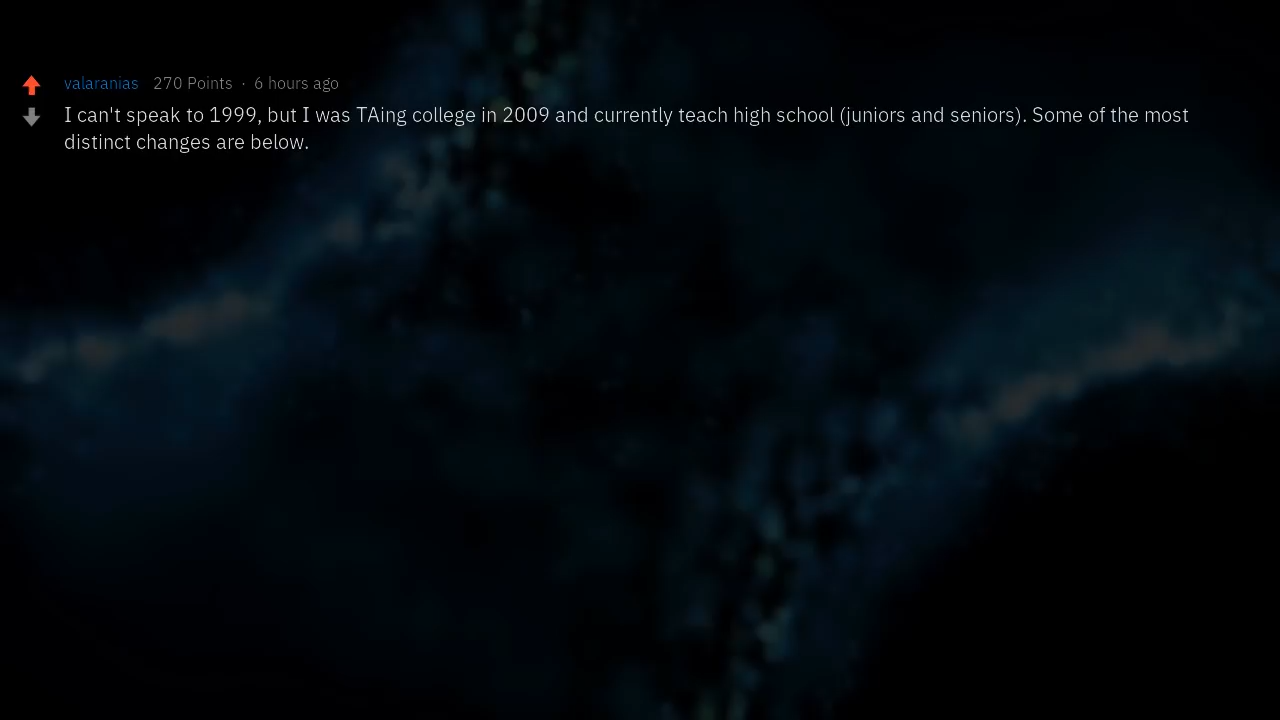 valaranias 270 Points · 6 hours ago
I can't speak to 1999, but I was TAing college in 2009 and currently teach high school (juniors and seniors). Some of the most
distinct changes are below.